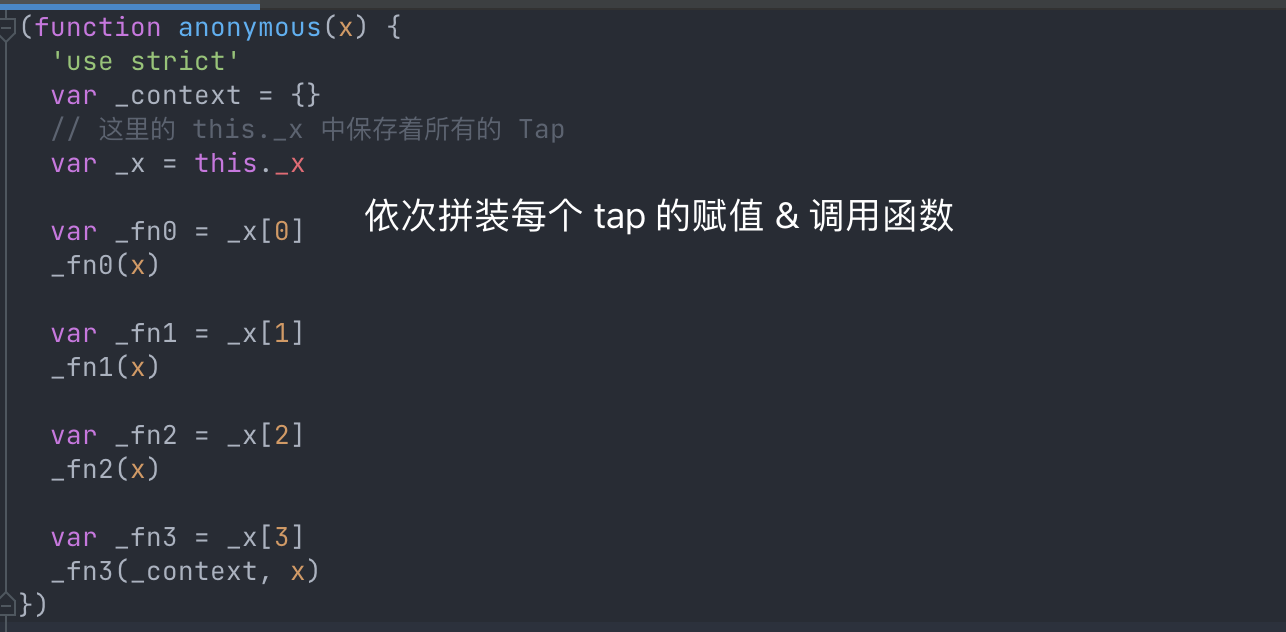 (function anonymous(x) {
'use strict'
var _context = {}
// 这里的 this._x 中保存着所有的 Tap
var _x = this._x
依次拼装每个 tap 的赋值 & 调用函数
var _fn0 = _x[0]
_fn0(x)
var _fn1 = _x[1]
_fn1(x)
var _fn2 = _x[2]
_fn2(x)
var _fn3 = _x[3]
_fn3(_context, x)
})